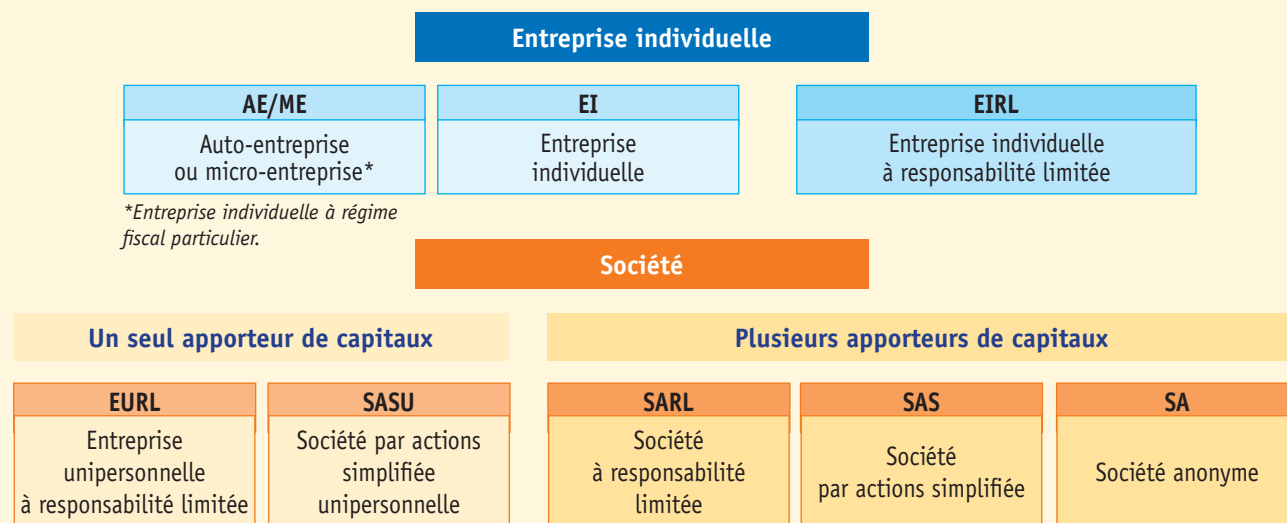 Entreprise individuelle
AE/ME
Auto-entreprise
ou micro-entreprise*
EI
Entreprise
individuelle
EIRL
Entreprise individuelle
à responsabilité limitée
*Entreprise individuelle à régime
fiscal particulier.
Société
Un seul apporteur de capitaux
EURL
Entreprise
unipersonnelle
à responsabilité limitée
SASU
Société par actions
simplifiée
unipersonnelle
Plusieurs apporteurs de capitaux
SARL
Société
à responsabilité
limitée
SAS
Société
par actions simplifiée
SA
Société anonyme